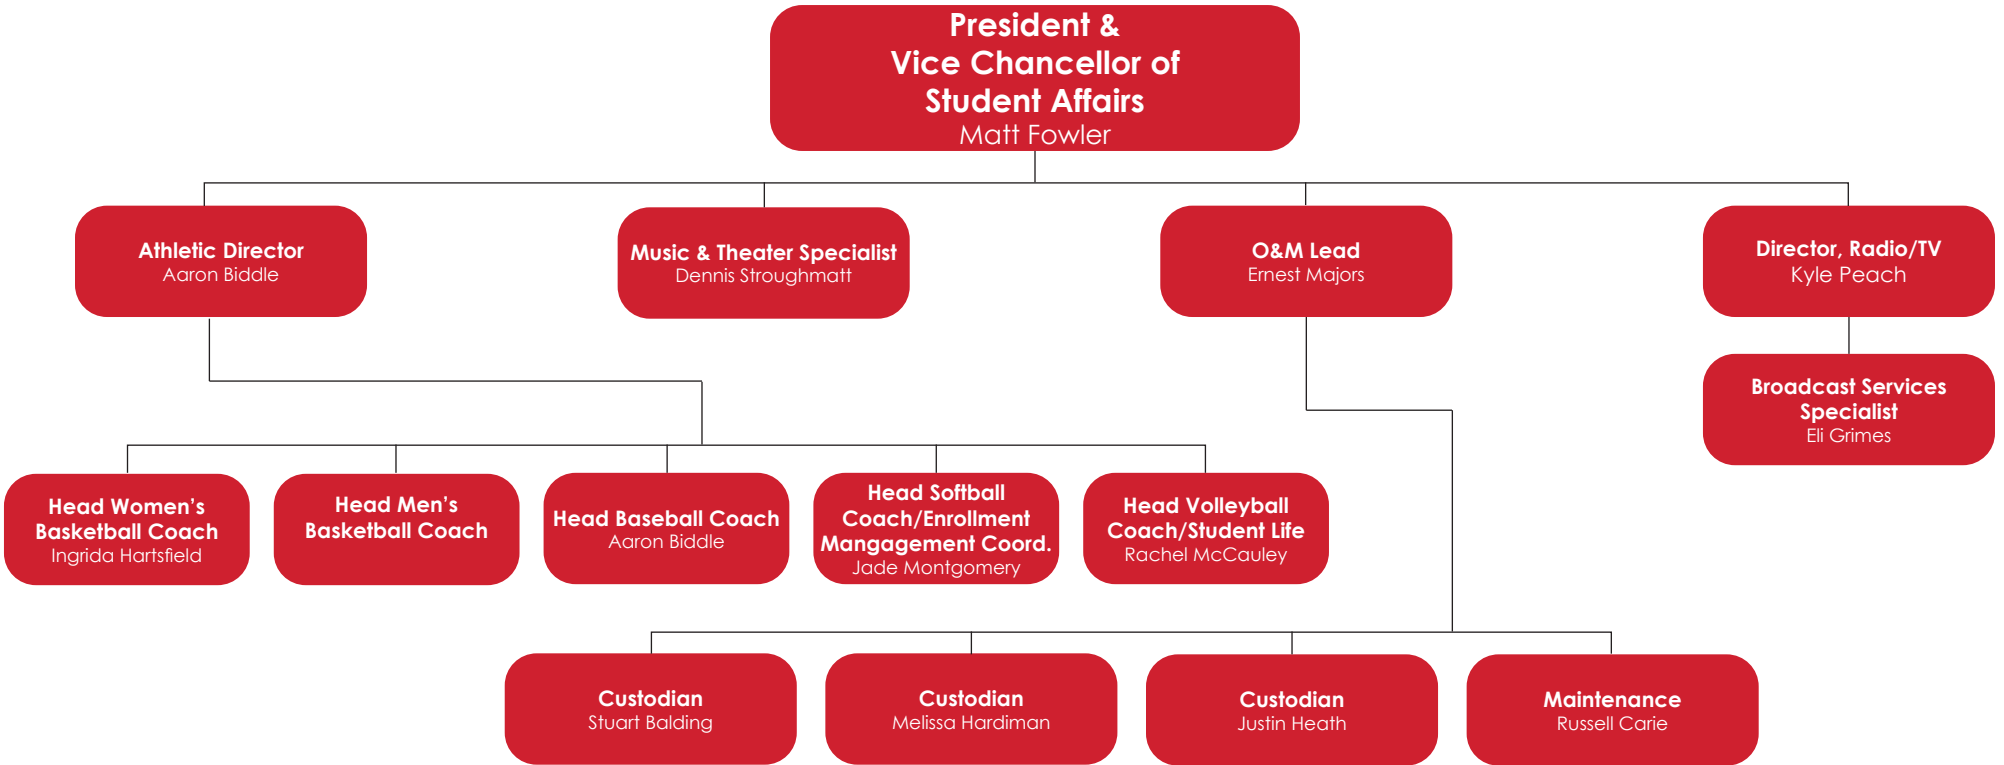 President &
Vice Chancellor of
Student Affairs
Matt Fowler
Athletic Director
Aaron Biddle
Music & Theater Specialist
Dennis Stroughmatt
O&M Lead
Ernest Majors
Director, Radio/TV
Kyle Peach
Broadcast Services
Specialist
Eli Grimes
Head Women’s
Basketball Coach
Ingrida Hartsfield
Head Men’s
Basketball Coach
Head Baseball Coach
Aaron Biddle
Head Softball
Coach/Enrollment
Mangagement Coord.
Jade Montgomery
Head Volleyball
Coach/Student Life
Rachel McCauley
Custodian
Stuart Balding
Custodian
Melissa Hardiman
Custodian
Justin Heath
Maintenance
Russell Carie